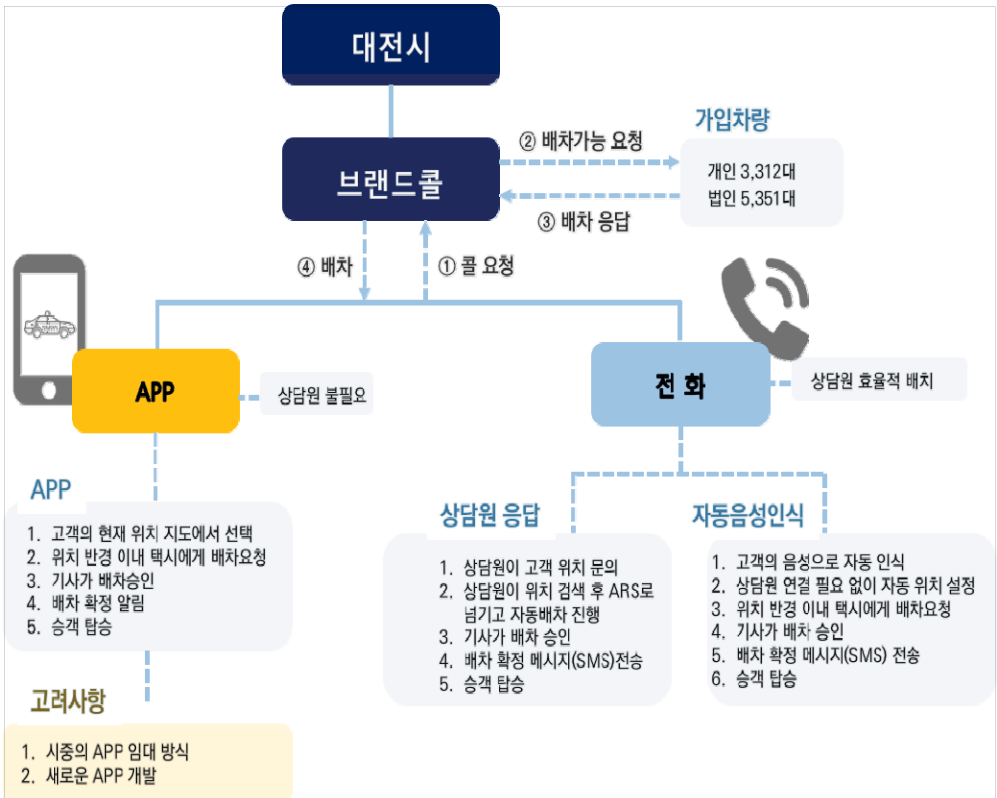 대전시
브랜드콜
② 배차가능 요청
③ 배차 응답
가입차량
개인 3,312대
법인 5,351대
④ 배차
① 콜 요청
APP
상담원 불필요
전 화
상담원 효율적 배치
APP
1. 고객의 현재 위치 지도에서 선택
2. 위치 반경 이내 택시에게 배차요청
3. 기사가 배차승인
4. 배차 확정 알림
5. 승객 탑승
고려사항
1. 시중의 APP 임대 방식
2. 새로운 APP 개발
상담원 응답
1. 상담원이 고객 위치 문의
2. 상담원이 위치 검색 후 ARS로
넘기고 자동배차 진행
3. 기사가 배차 승인
4. 배차 확정 메시지(SMS)전송
5. 승객 탑승
자동음성인식
1. 고객의 음성으로 자동 인식
2. 상담원 연결 필요 없이 자동 위치 설정
3. 위치 반경 이내 택시에게 배차요청
4. 기사가 배차 승인
5. 배차 확정 메시지(SMS) 전송
6. 승객 탑승